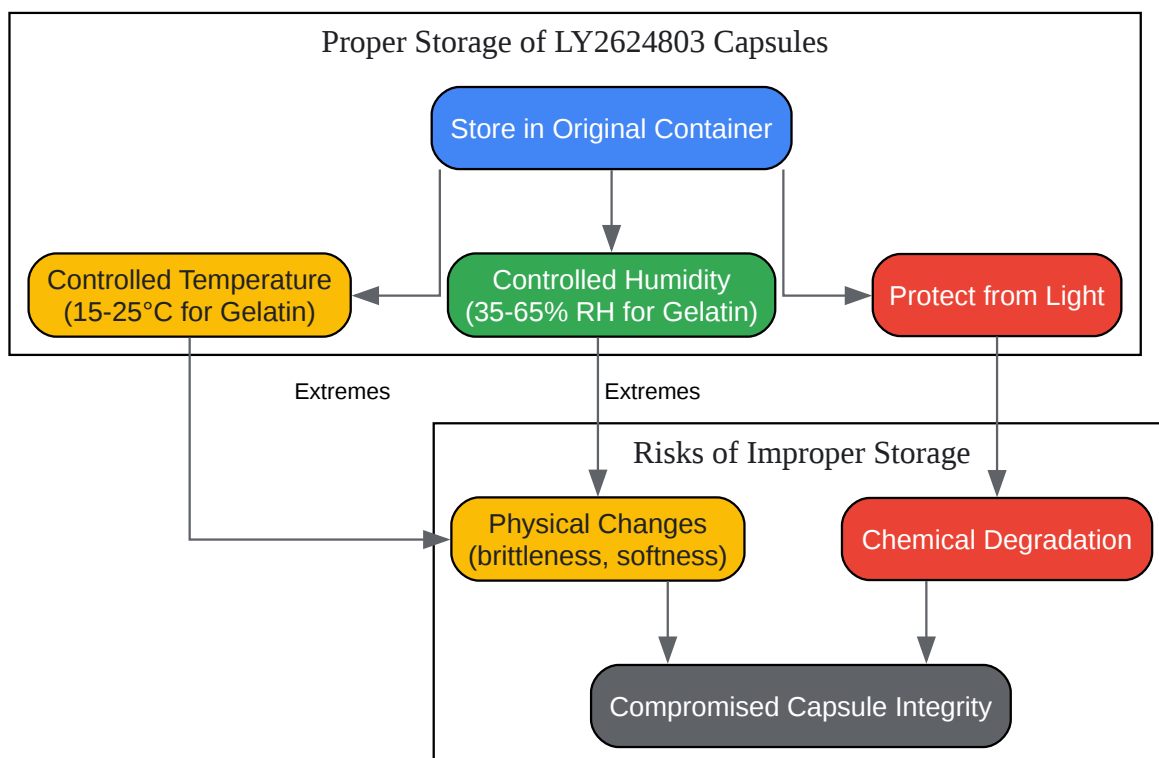 Proper Storage of LY2624803 Capsules
Store in Original Container
Controlled Temperature
(15-25°C for Gelatin)
Controlled Humidity
(35-65% RH for Gelatin)
Protect from Light
Extremes
Extremes
Risks of Improper Storage
Physical Changes
(brittleness, softness)
Chemical Degradation
Compromised Capsule Integrity